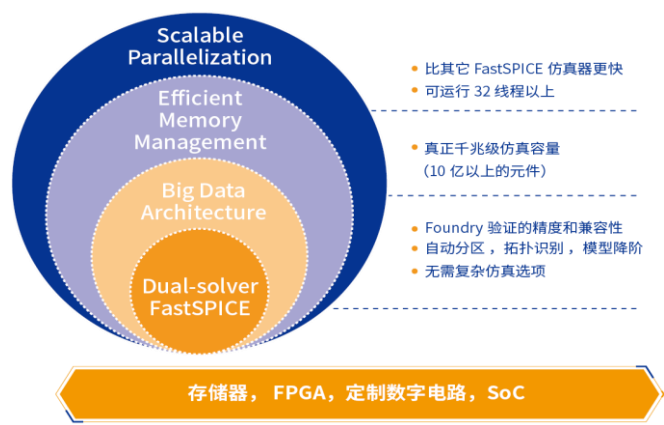 Scalable
Parallelization
Efficient
Memory
Management
Big Data
Architecture
Dual-solver
FastSPICE
比其它 FastSPICE 仿真器更快
可运行 32 线程以上
真正千兆级仿真容量
（10 亿以上的元件）
Foundry 验证的精度和兼容性
自动分区，拓扑识别，模型降阶
无需复杂仿真选项
存储器， FPGA，定制数字电路，SoC